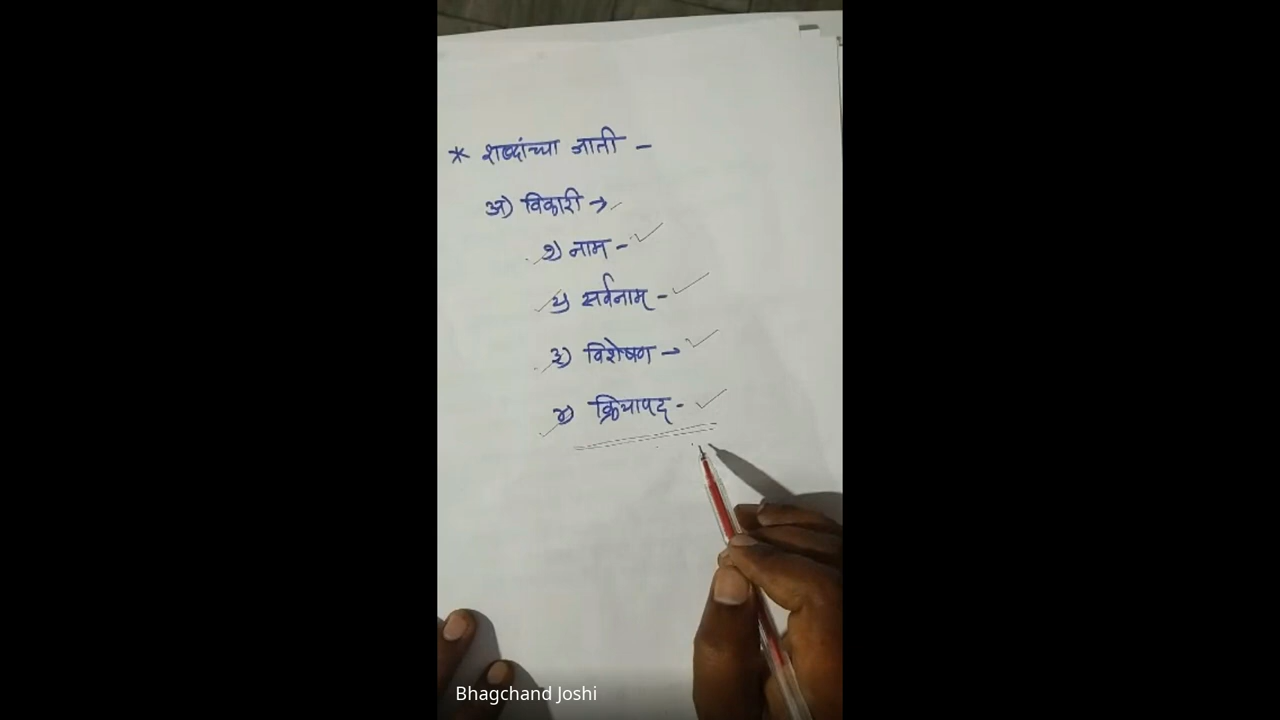 * शब्दांच्या जाती -
अ) विकारी →
१) नाम -
२) सर्वनाम -
३) विशेषण →
४) क्रियापद -
Bhagchand Joshi